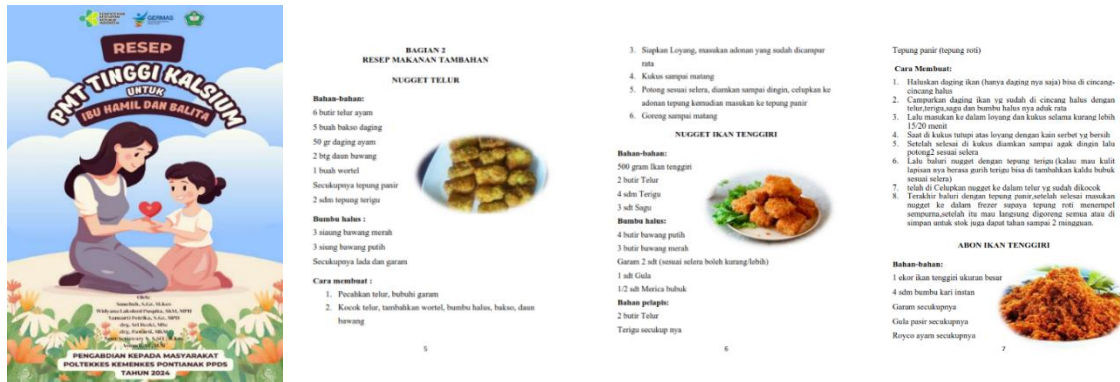 KEMENTERIAN
KESEHATAN
REPUBLIK
INDONESIA
GERMAS
RESEP
PMT TINGGI KALSIUM
UNTUK
IBU HAMIL DAN BALITA
Oleh:
PENGABDIAN KEPADA MASYARAKAT
POLTEKKES KEMENKES PONTIANAK PPDS
TAHUN 2024
BAGIAN 2
RESEP MAKANAN TAMBAHAN
NUGGET TELUR
Bahan-bahan:
6 butir telur ayam
5 buah bakso daging
50 gr daging ayam
2 btg daun bawang
1 buah wortel
Secukupnya tepung panir
2 sdm tepung terigu
Bumbu halus :
3 siaung bawang merah
3 siung bawang putih
Secukupnya lada dan garam
Cara membuat :
1. Pecahkan telur, bubuhi garam
2. Kocok telur, tambahkan wortel, bumbu halus, bakso, daun
bawang
5
3. Siapkan Loyang, masukan adonan yang sudah dicampur
rata
4. Kukus sampai matang
5. Potong sesuai selera, diamkan sampai dingin, celupkan ke
adonan tepung kemudian masukan ke tepung panir
6. Goreng sampai matang
NUGGET IKAN TENGGIRI
Bahan-bahan:
500 gram Ikan tenggiri
2 butir Telur
4 sdm Terigu
3 sdt Sagu
Bumbu halus:
4 butir bawang putih
3 butir bawang merah
Garam 2 sdt (sesuai selera boleh kurang/lebih)
1 sdt Gula
1/2 sdt Merica bubuk
Bahan pelapis:
2 butir Telur
Terigu secukup nya
6
Tepung panir (tepung roti)
Cara Membuat:
1. Haluskan daging ikan (hanya daging nya saja) bisa di cincang-
cincang halus
2. Campurkan daging ikan yg sudah di cincang halus dengan
telur,terigu,sagu dan bumbu halus nya aduk rata
3. Lalu masukan ke dalam loyang dan kukus selama kurang lebih
15/20 menit
4. Saat di kukus tutupi atas loyang dengan kain serbet yg bersih
5. Setelah selesai di kukus diamkan sampai agak dingin lalu
potong2 sesuai selera
6. Lalu baluri nugget dengan tepung terigu (kalau mau kulit
lapisan nya berasa gurih terigu bisa di tambahkan kaldu bubuk
sesuai selera)
7. telah di Celupkan nugget ke dalam telur yg sudah dikocok
8. Terakhir baluri dengan tepung panir,setelah selesai masukan
nugget ke dalam frezer supaya tepung roti menempel
sempurna,setelah itu mau langsung digoreng semua atau di
simpan untuk stok juga dapat tahan sampai 2 mingguan.
ABON IKAN TENGGIRI
Bahan-bahan:
1 ekor ikan tenggiri ukuran besar
4 sdm bumbu kari instan
Garam secukupnya
Gula pasir secukupnya
Royco ayam secukupnya
7